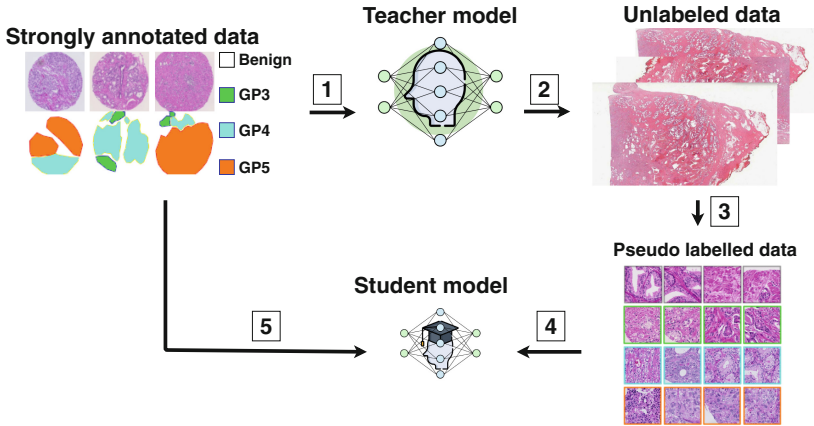 Strongly annotated data
Benign
GP3
GP4
GP5
1
Teacher model
2
Unlabeled data
3
Pseudo labelled data
4
Student model
5